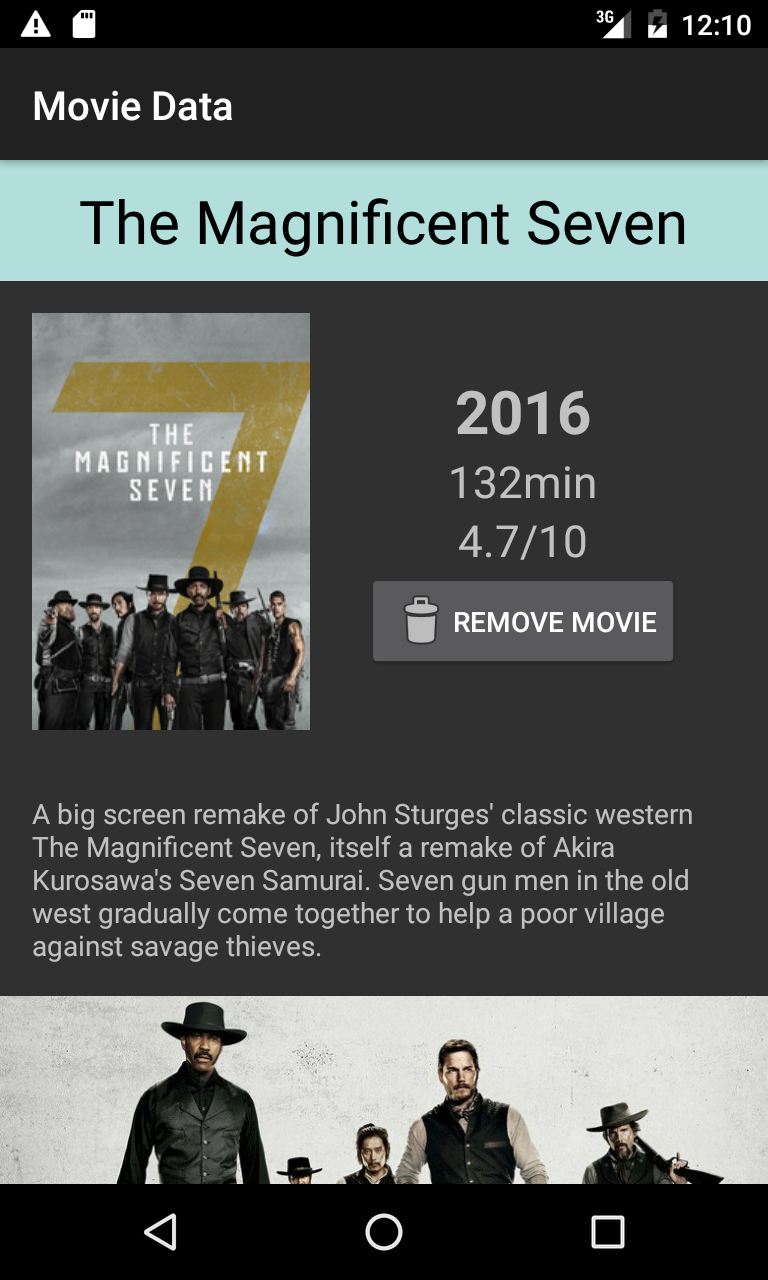 3G 12:10
Movie Data
The Magnificent Seven
7
THE
MAGNIFICENT
SEVEN
2016
132min
4.7/10
REMOVE MOVIE
A big screen remake of John Sturges' classic western
The Magnificent Seven, itself a remake of Akira
Kurosawa's Seven Samurai. Seven gun men in the old
west gradually come together to help a poor village
against savage thieves.